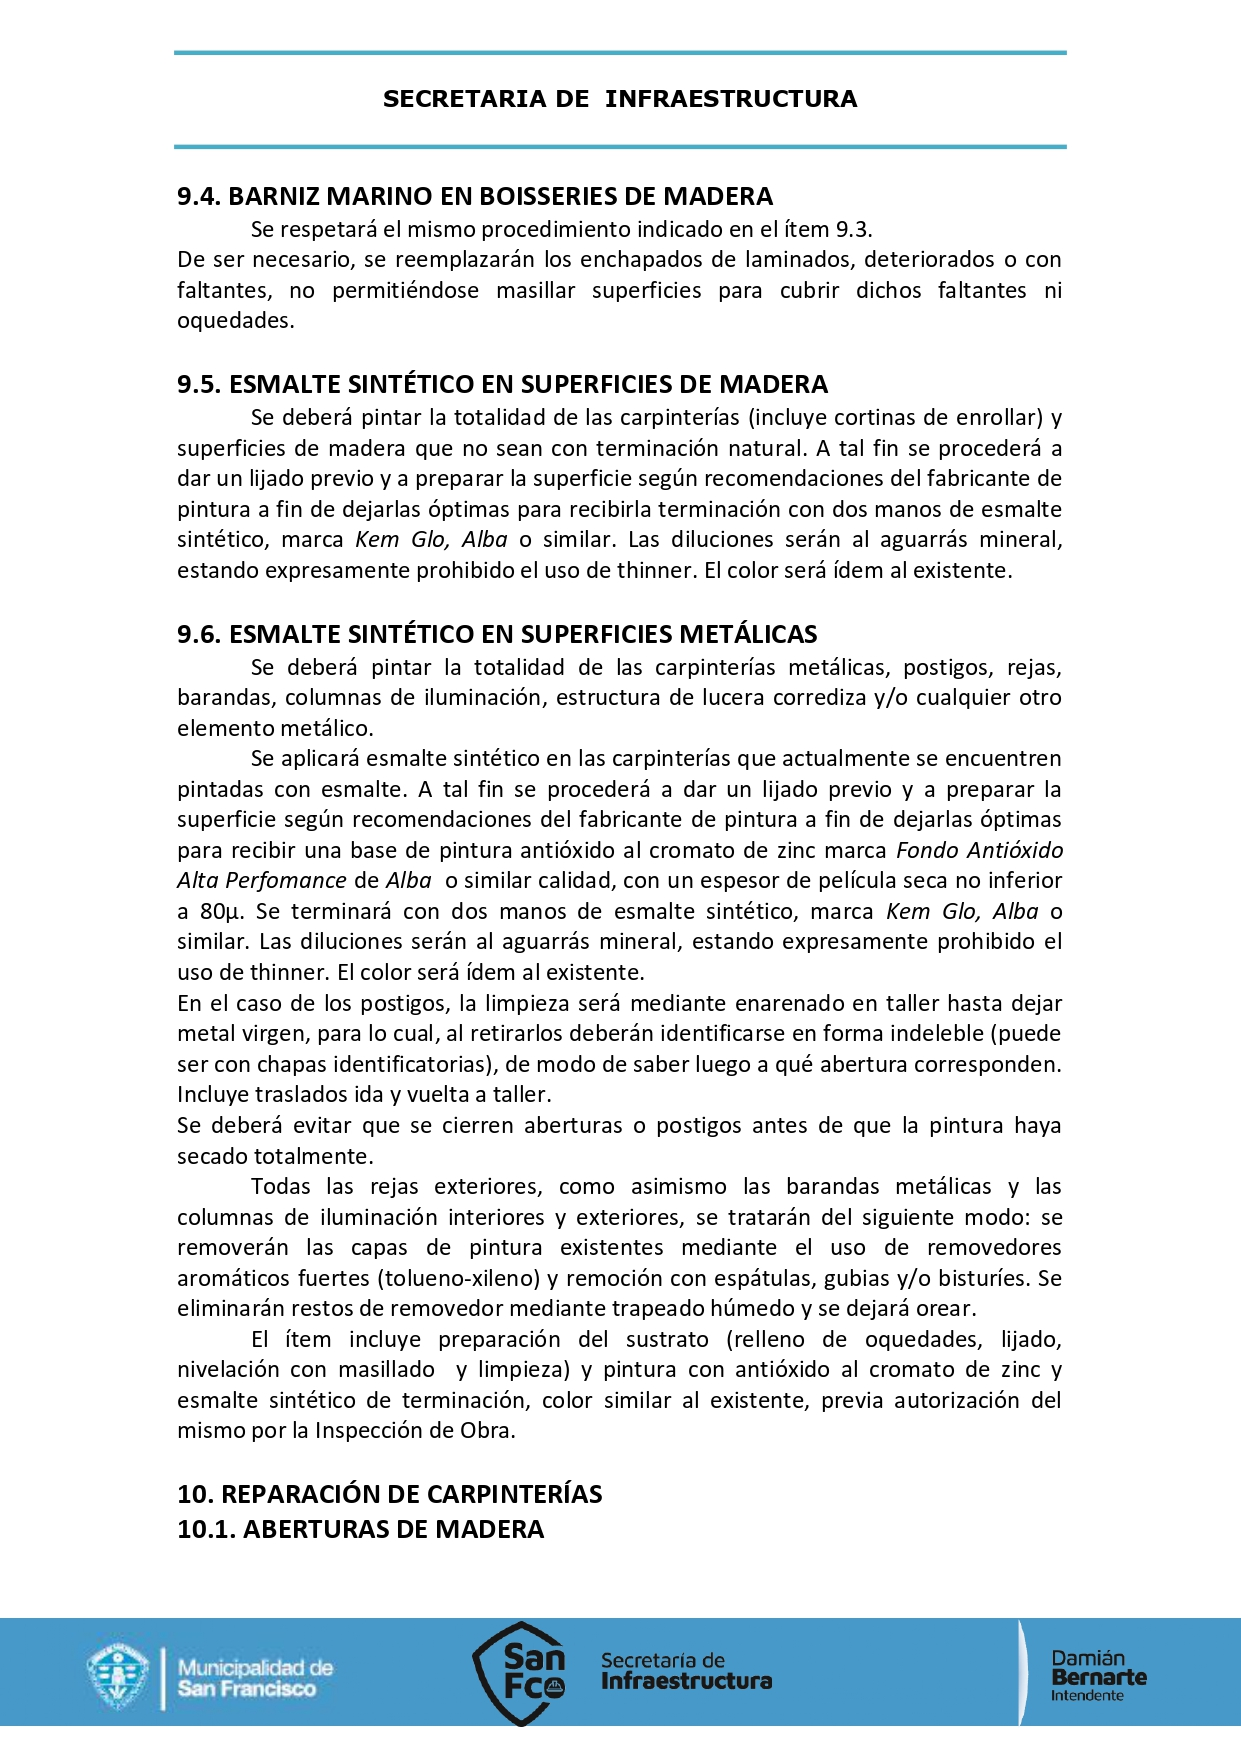 SECRETARIA DE  INFRAESTRUCTURA
9.4. BARNIZ MARINO EN BOISSERIES DE MADERA
Se respetará el mismo procedimiento indicado en el ítem 9.3.
De ser necesario, se reemplazarán los enchapados de laminados, deteriorados o con
faltantes, no permitiéndose masillar superficies para cubrir dichos faltantes ni
oquedades.
9.5. ESMALTE SINTÉTICO EN SUPERFICIES DE MADERA
Se deberá pintar la totalidad de las carpinterías (incluye cortinas de enrollar) y
superficies de madera que no sean con terminación natural. A tal fin se procederá a
dar un lijado previo y a preparar la superficie según recomendaciones del fabricante de
pintura a fin de dejarlas óptimas para recibirla terminación con dos manos de esmalte
sintético, marca Kem Glo, Alba o similar. Las diluciones serán al aguarrás mineral,
estando expresamente prohibido el uso de thinner. El color será ídem al existente.
9.6. ESMALTE SINTÉTICO EN SUPERFICIES METÁLICAS
Se deberá pintar la totalidad de las carpinterías metálicas, postigos, rejas,
barandas, columnas de iluminación, estructura de lucera corrediza y/o cualquier otro
elemento metálico.
Se aplicará esmalte sintético en las carpinterías que actualmente se encuentren
pintadas con esmalte. A tal fin se procederá a dar un lijado previo y a preparar la
superficie según recomendaciones del fabricante de pintura a fin de dejarlas óptimas
para recibir una base de pintura antióxido al cromato de zinc marca Fondo Antióxido
Alta Perfomance de Alba  o similar calidad, con un espesor de película seca no inferior
a 80μ. Se terminará con dos manos de esmalte sintético, marca Kem Glo, Alba o
similar. Las diluciones serán al aguarrás mineral, estando expresamente prohibido el
uso de thinner. El color será ídem al existente.
En el caso de los postigos, la limpieza será mediante enarenado en taller hasta dejar
metal virgen, para lo cual, al retirarlos deberán identificarse en forma indeleble (puede
ser con chapas identificatorias), de modo de saber luego a qué abertura corresponden.
Incluye traslados ida y vuelta a taller.
Se deberá evitar que se cierren aberturas o postigos antes de que la pintura haya
secado totalmente.
Todas las rejas exteriores, como asimismo las barandas metálicas y las
columnas de iluminación interiores y exteriores, se tratarán del siguiente modo: se
removerán las capas de pintura existentes mediante el uso de removedores
aromáticos fuertes (tolueno-xileno) y remoción con espátulas, gubias y/o bisturíes. Se
eliminarán restos de removedor mediante trapeado húmedo y se dejará orear.
El ítem incluye preparación del sustrato (relleno de oquedades, lijado,
nivelación con masillado  y limpieza) y pintura con antióxido al cromato de zinc y
esmalte sintético de terminación, color similar al existente, previa autorización del
mismo por la Inspección de Obra.
10. REPARACIÓN DE CARPINTERÍAS
10.1. ABERTURAS DE MADERA
Municipalidad de
San Francisco
San
Fco
Secretaría de
Infraestructura
Damián
Bernarte
Intendente